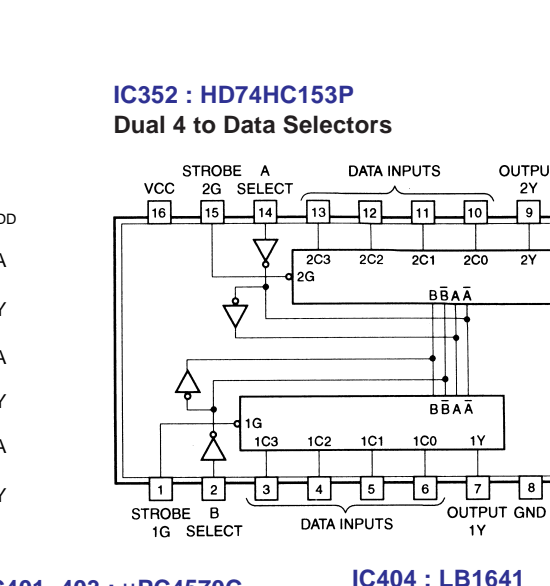 IC352 : HD74HC153P
Dual 4 to Data Selectors
STROBE A DATA INPUTS
VCC 2G SELECT 2Y
16 15 14 13 12 11 10 9
A
Y
A
Y
A
Y
2C3 2C2 2C1 2C0 2Y
2G
B B̅ A A̅
B B̅ A A̅
1G
1C3 1C2 1C1 1C0 1Y
1 2 3 4 5 6 7 8
STROBE B DATA INPUTS OUTPUT GND
1G SELECT 1Y
IC404 : LB1641